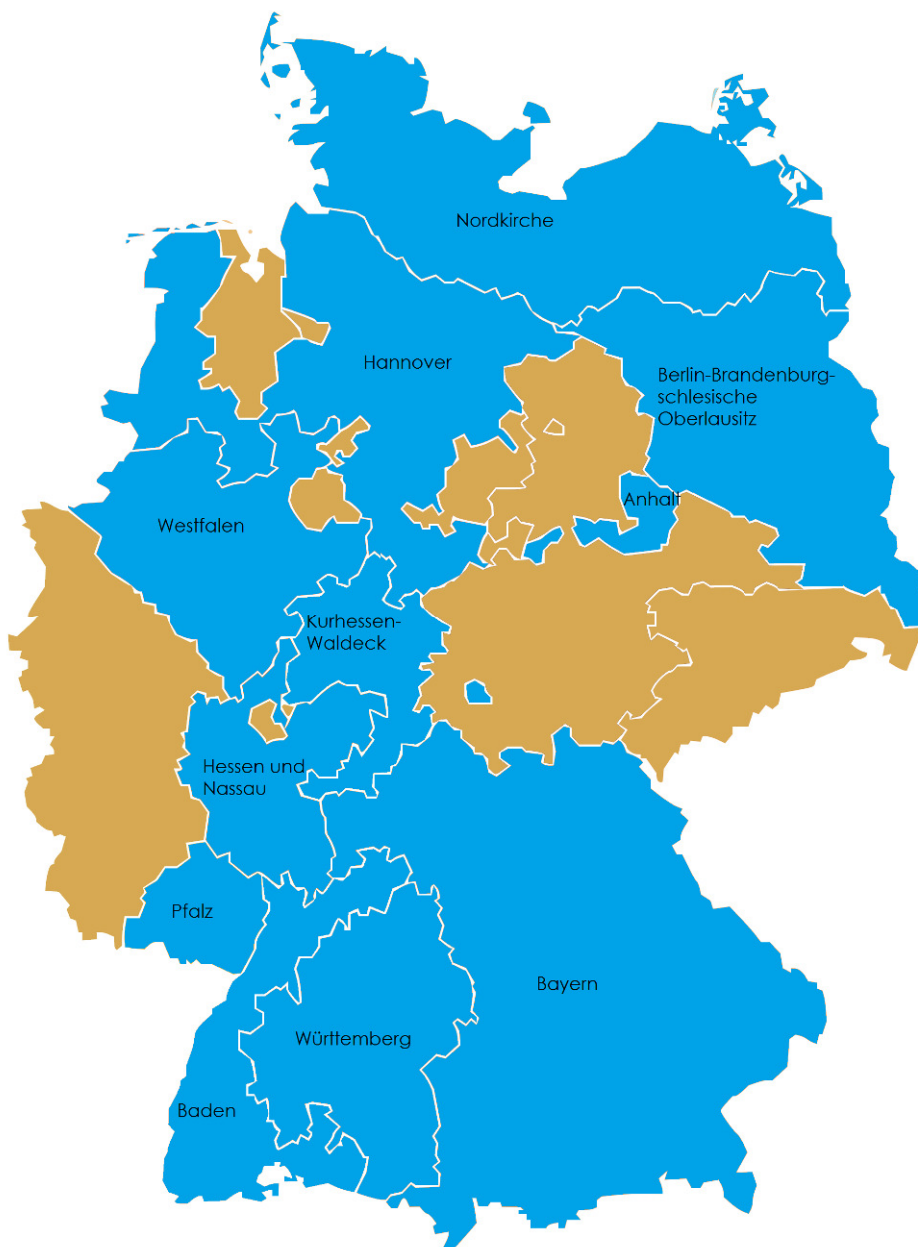 Nordkirche
Hannover
Berlin-Brandenburg-
schlesische
Oberlausitz
Anhalt
Westfalen
Kurhessen-
Waldeck
Hessen und
Nassau
Pfalz
Bayern
Württemberg
Baden